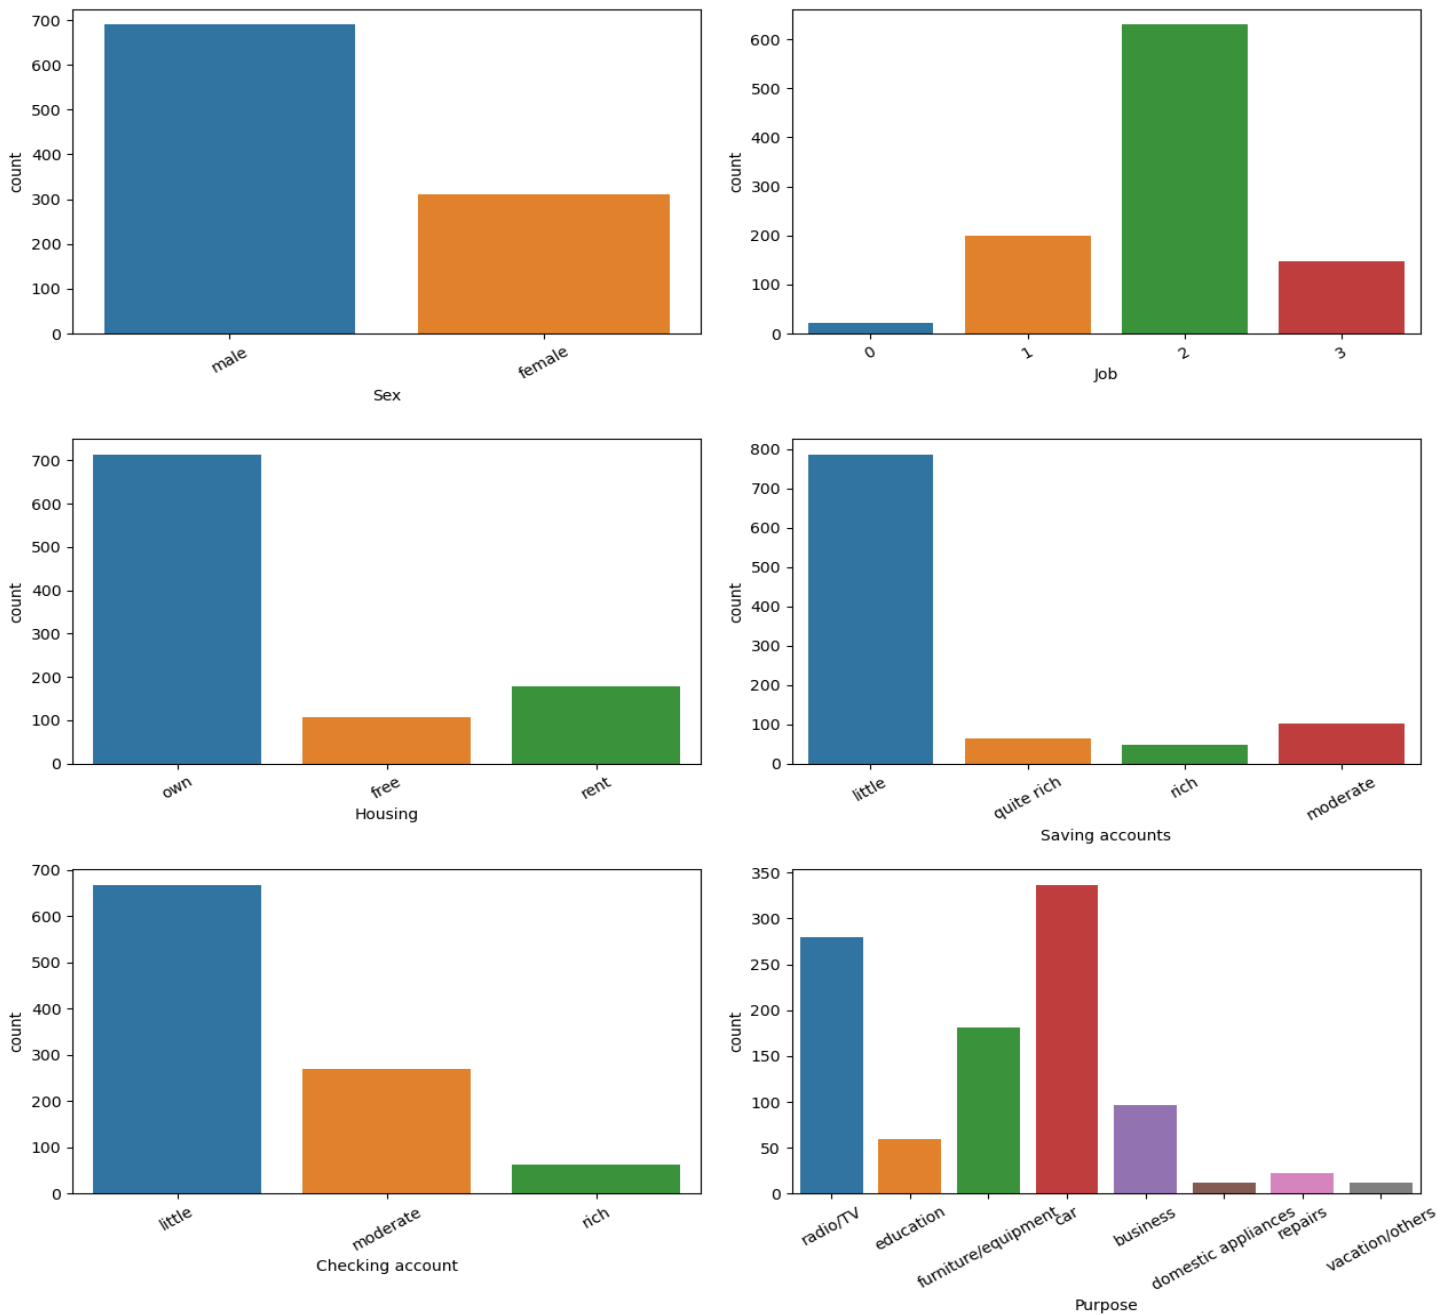 700
600
500
400
300
200
100
0
count
male
female
Sex
600
500
400
300
200
100
0
count
0
1
2
3
Job
700
600
500
400
300
200
100
0
count
own
free
rent
Housing
800
700
600
500
400
300
200
100
0
count
little
quite rich
rich
moderate
Saving accounts
700
600
500
400
300
200
100
0
count
little
moderate
rich
Checking account
350
300
250
200
150
100
50
0
count
radio/TV
education
furniture/equipment
car
business
domestic appliances
repairs
vacation/others
Purpose